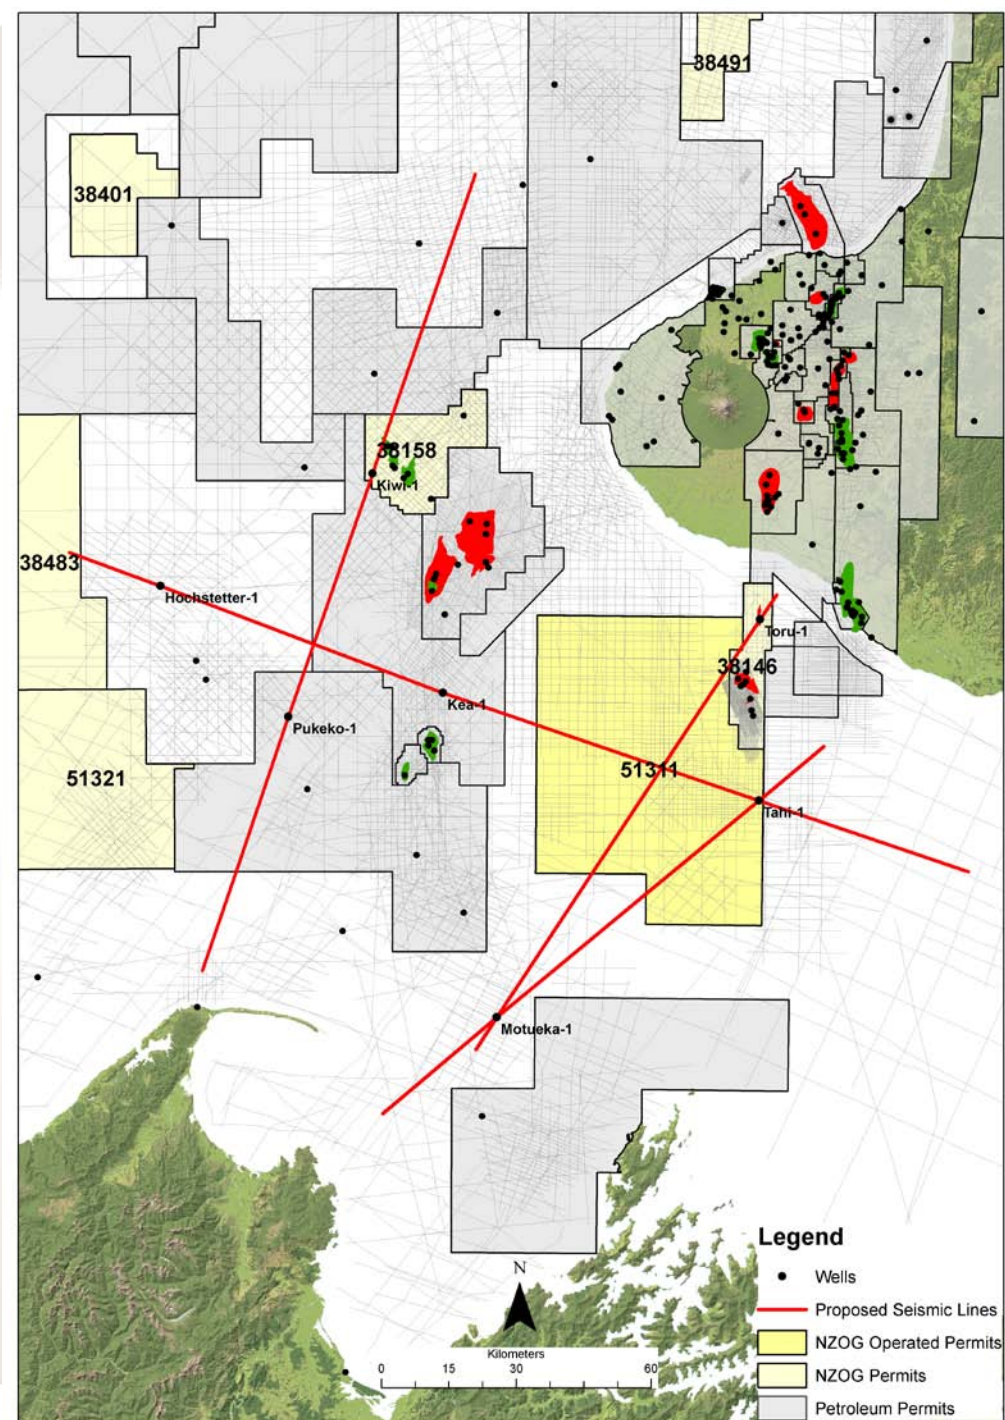 38491
38401
38158
Kiwi-1
38483
Hochstetter-1
Toru-1
38146
Kea-1
Pukeko-1
51321
51311
Tahi-1
Motueka-1
Legend
Wells
Proposed Seismic Lines
NZOG Operated Permits
NZOG Permits
Petroleum Permits
N
Kilometers
0 15 30 60